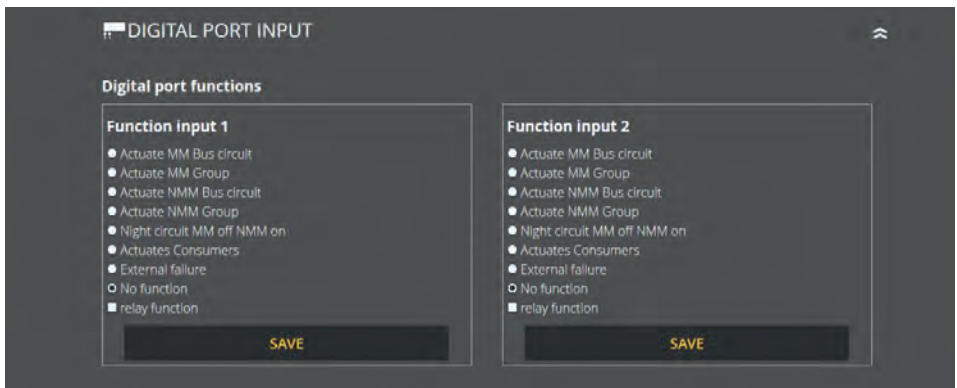 DIGITAL PORT INPUT
Digital port functions
Function input 1
Actuate MM Bus circuit
Actuate MM Group
Actuate NMM Bus circuit
Actuate NMM Group
Night circuit MM off NMM on
Actuates Consumers
External failure
No function
relay function
SAVE
Function input 2
Actuate MM Bus circuit
Actuate MM Group
Actuate NMM Bus circuit
Actuate NMM Group
Night circuit MM off NMM on
Actuates Consumers
External failure
No function
relay function
SAVE